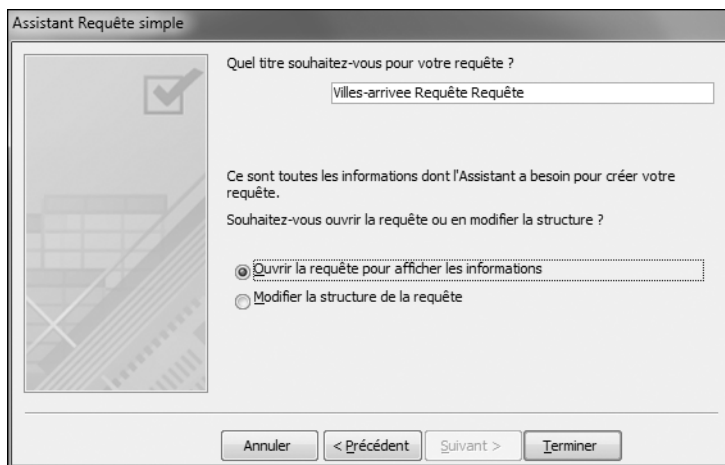 Assistant Requête simple
Quel titre souhaitez-vous pour votre requête ?
Villes-arrivee Requête Requête
Ce sont toutes les informations dont l'Assistant a besoin pour créer votre
requête.
Souhaitez-vous ouvrir la requête ou en modifier la structure ?
Ouvrir la requête pour afficher les informations
Modifier la structure de la requête
Annuler
< Précédent
Suivant >
Terminer